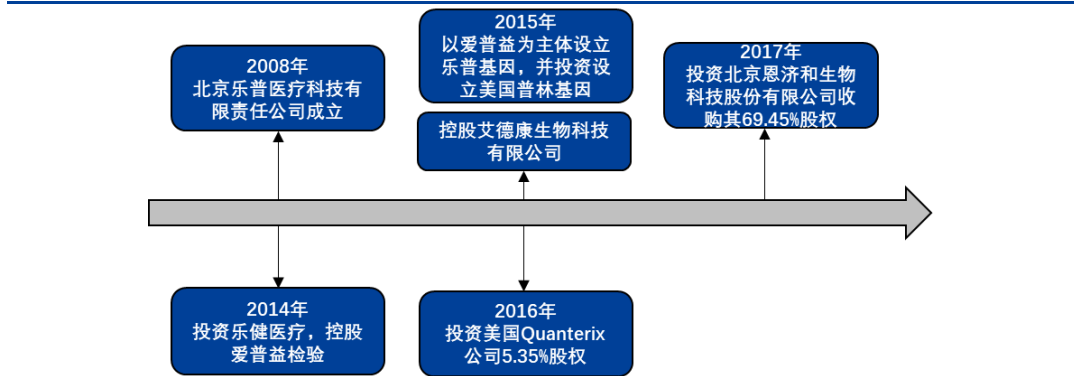 2008年
北京乐普医疗科技有
限责任公司成立
2014年
投资乐健医疗，控股
爱普益检验
2015年
以爱普益为主体设立
乐普基因，并投资设
立美国普林基因
控股艾德康生物科技
有限公司
2016年
投资美国Quanterix
公司5.35%股权
2017年
投资北京恩济和生物
科技股份有限公司收
购其69.45%股权